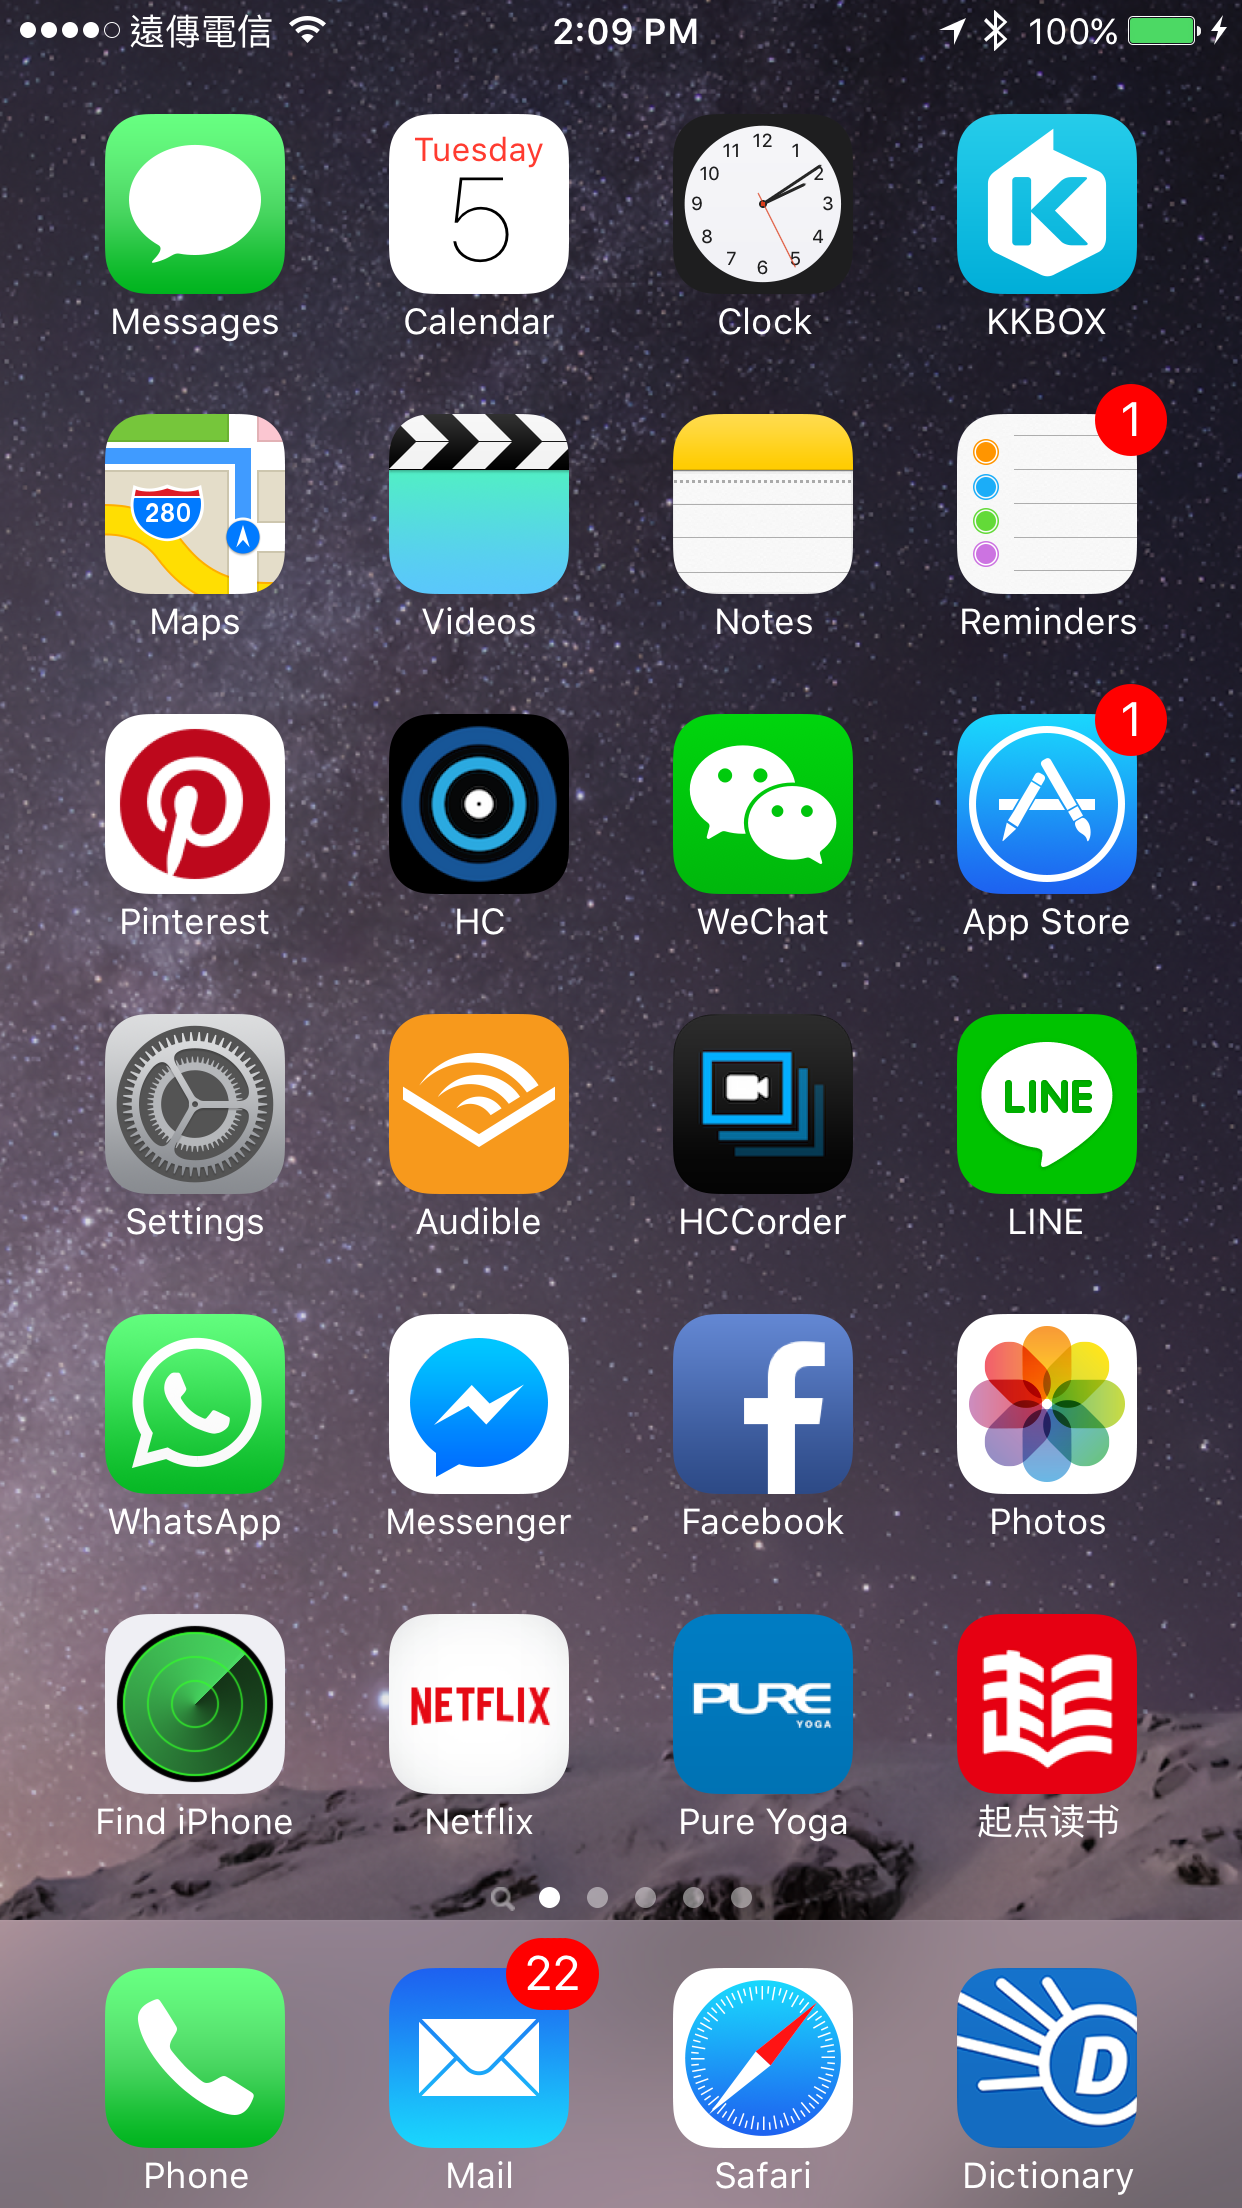 遠傳電信 2:09 PM 100%
Tuesday
5
12
11 1
10 2
9 3
8 4
7 5
6
K
Messages Calendar Clock KKBOX
1
280
Maps Videos Notes Reminders
1
Pinterest HC WeChat App Store
LINE
Settings Audible HCCorder LINE
WhatsApp Messenger Facebook Photos
NETFLIX PURE 起
YOGA
Find iPhone Netflix Pure Yoga 起点读书
22
D
Phone Mail Safari Dictionary